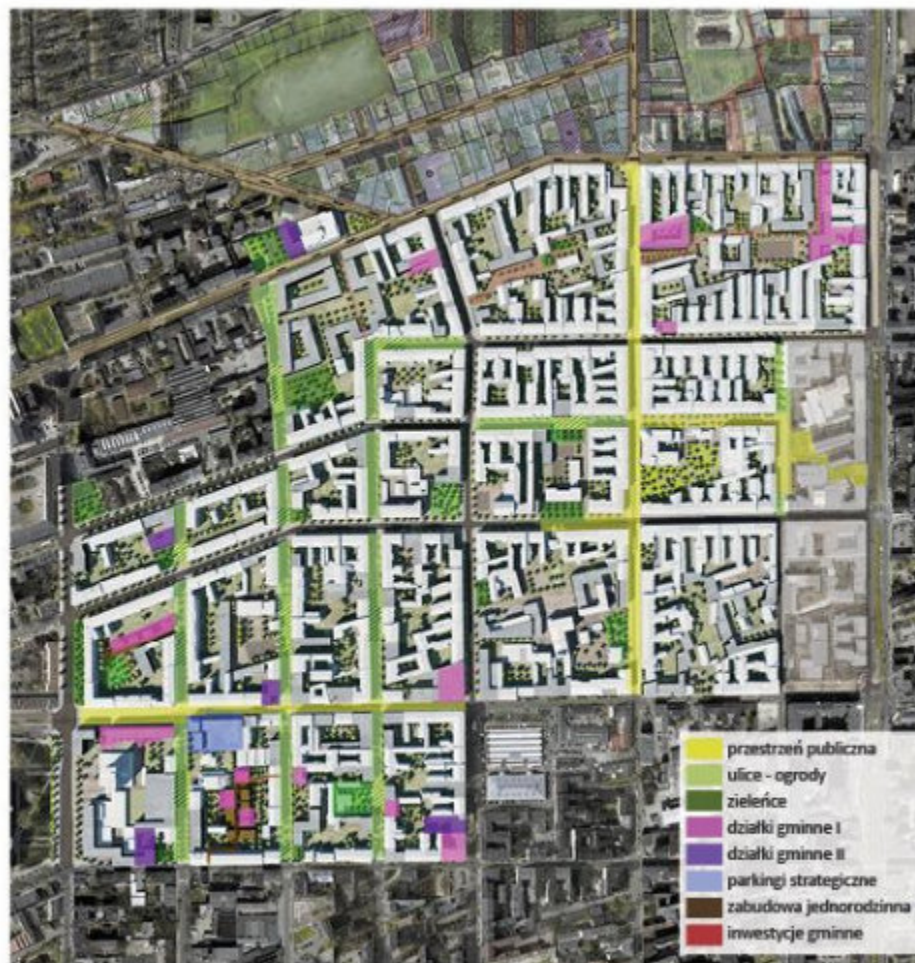 przestrzeń publiczna
ulice - ogrody
zieleńce
działki gminne I
działki gminne II
parkingi strategiczne
zabudowa jednorodzinna
inwestycje gminne